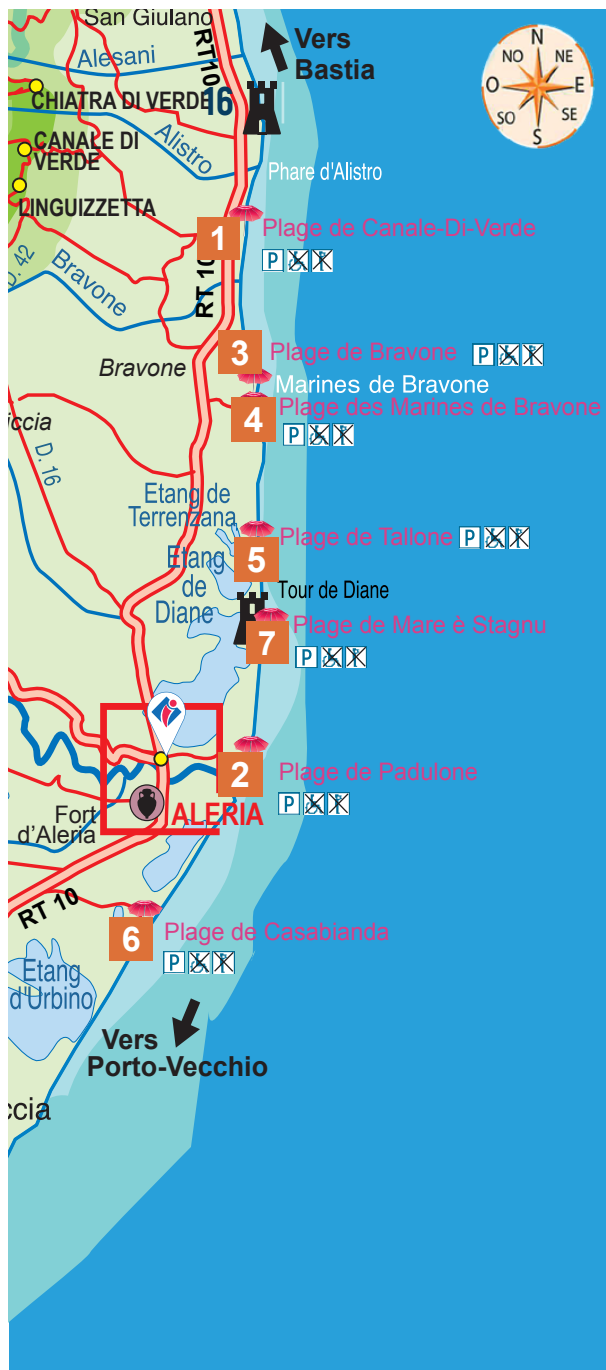 San Giulano
RT10
Vers
Bastia
N
NO
NE
O
E
SO
SE
S
Alesani
CHIATRA DI VERDE
16
Alistro
CANALE DI
VERDE
Phare d'Alistro
LINGUIZZETTA
1
Plage de Canale-Di-Verde
P
D. 42
Bravone
RT 10
3
Plage de Bravone
P
Bravone
Marines de Bravone
4
Plage des Marines de Bravone
P
iccia
D. 16
Etang de
Terrenzana
5
Plage de Tallone
P
Etang
de
Diane
Tour de Diane
7
Plage de Mare è Stagnu
P
2
Plage de Padulone
P
Fort
d'Aleria
ALERIA
RT 10
6
Plage de Casabianda
P
Etang
d'Urbino
Vers
Porto-Vecchio
ccia